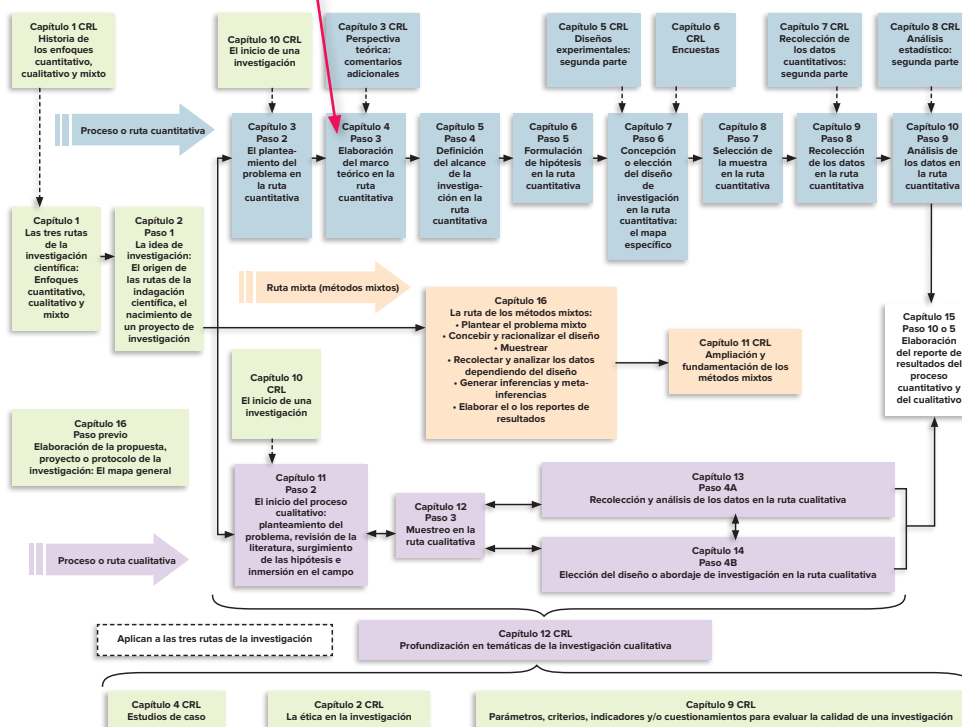 Capítulo 1 CRL
Historia de
los enfoques
cuantitativo,
cualitativo y mixto
Capítulo 10 CRL
El inicio de una
investigación
Capítulo 3 CRL
Perspectiva
teórica:
comentarios
adicionales
Capítulo 5 CRL
Diseños
experimentales:
segunda parte
Capítulo 6
CRL
Encuestas
Capítulo 7 CRL
Recolección de
los datos
cuantitativos:
segunda parte
Capítulo 8 CRL
Análisis
estadístico:
segunda parte
Proceso o ruta cuantitativa
Capítulo 3
Paso 2
El plantea-
miento del
problema en
la ruta
cuantitativa
Capítulo 4
Paso 3
Elaboración
del marco
teórico en la
ruta
cuantitativa
Capítulo 5
Paso 4
Definición
del alcance
de la
investiga-
ción en la
ruta
cuantitativa
Capítulo 6
Paso 5
Formulación
de hipótesis
en la ruta
cuantitativa
Capítulo 7
Paso 6
Concepción
o elección
del diseño
de
investigación
en la ruta
cuantitativa:
el mapa
específico
Capítulo 8
Paso 7
Selección de
la muestra
en la ruta
cuantitativa
Capítulo 9
Paso 8
Recolección
de los datos
en la ruta
cuantitativa
Capítulo 10
Paso 9
Análisis de
los datos en
la ruta
cuantitativa
Capítulo 1
Las tres rutas
de la
investigación
científica:
Enfoques
cuantitativo,
cualitativo y
mixto
Capítulo 2
Paso 1
La idea de
investigación:
El origen de
las rutas de la
indagación
científica, el
nacimiento de
un proyecto de
investigación
Ruta mixta (métodos mixtos)
Capítulo 16
La ruta de los métodos mixtos:
• Plantear el problema mixto
• Concebir y racionalizar el diseño
• Muestrear
• Recolectar y analizar los datos
dependiendo del diseño
• Generar inferencias y meta-
inferencias
• Elaborar el o los reportes de
resultados
Capítulo 11 CRL
Ampliación y
fundamentación de los
métodos mixtos
Capítulo 15
Paso 10 o 5
Elaboración
del reporte de
resultados del
proceso
cuantitativo y
del cualitativo
Capítulo 10
CRL
El inicio de una
investigación
Capítulo 16
Paso previo
Elaboración de la propuesta,
proyecto o protocolo de la
investigación: El mapa general
Capítulo 11
Paso 2
El inicio del proceso
cualitativo:
planteamiento del
problema, revisión de la
literatura, surgimiento
de las hipótesis e
inmersión en el campo
Capítulo 12
Paso 3
Muestreo en la
ruta cualitativa
Capítulo 13
Paso 4A
Recolección y análisis de los datos en la ruta cualitativa
Capítulo 14
Paso 4B
Elección del diseño o abordaje de investigación en la ruta cualitativa
Proceso o ruta cualitativa
Aplican a las tres rutas de la investigación
Capítulo 12 CRL
Profundización en temáticas de la investigación cualitativa
Capítulo 4 CRL
Estudios de caso
Capítulo 2 CRL
La ética en la investigación
Capítulo 9 CRL
Parámetros, criterios, indicadores y/o cuestionamientos para evaluar la calidad de una investigación